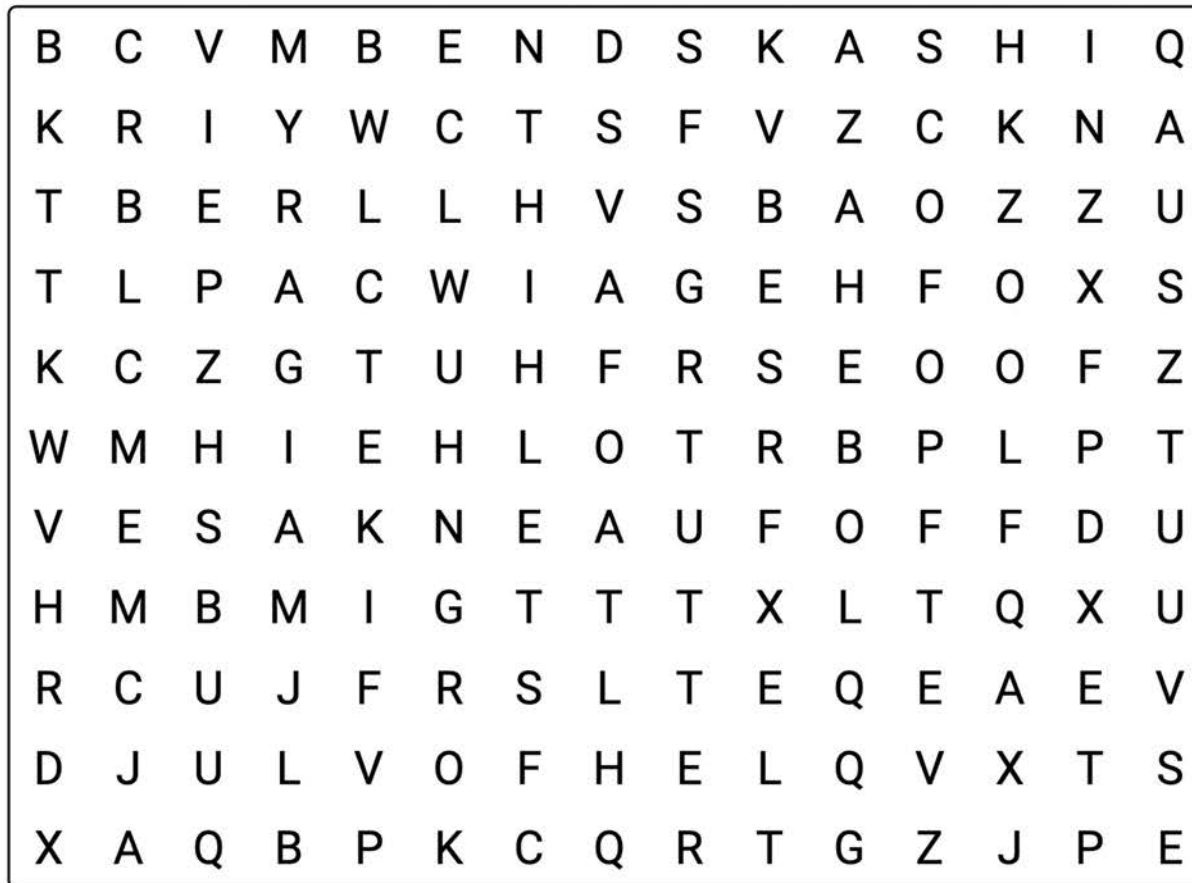 B C V M B E N D S K A S H I Q
K R I Y W C T S F V Z C K N A
T B E R L L H V S B A O Z Z U
T L P A C W I A G E H F O X S
K C Z G T U H F R S E O O F Z
W M H I E H L O T R B P L P T
V E S A K N E A U F O F F D U
H M B M I G T T T X L T Q X U
R C U J F R S L T E Q E A E V
D J U L V O F H E L Q V X T S
X A Q B P K C Q R T G Z J P E